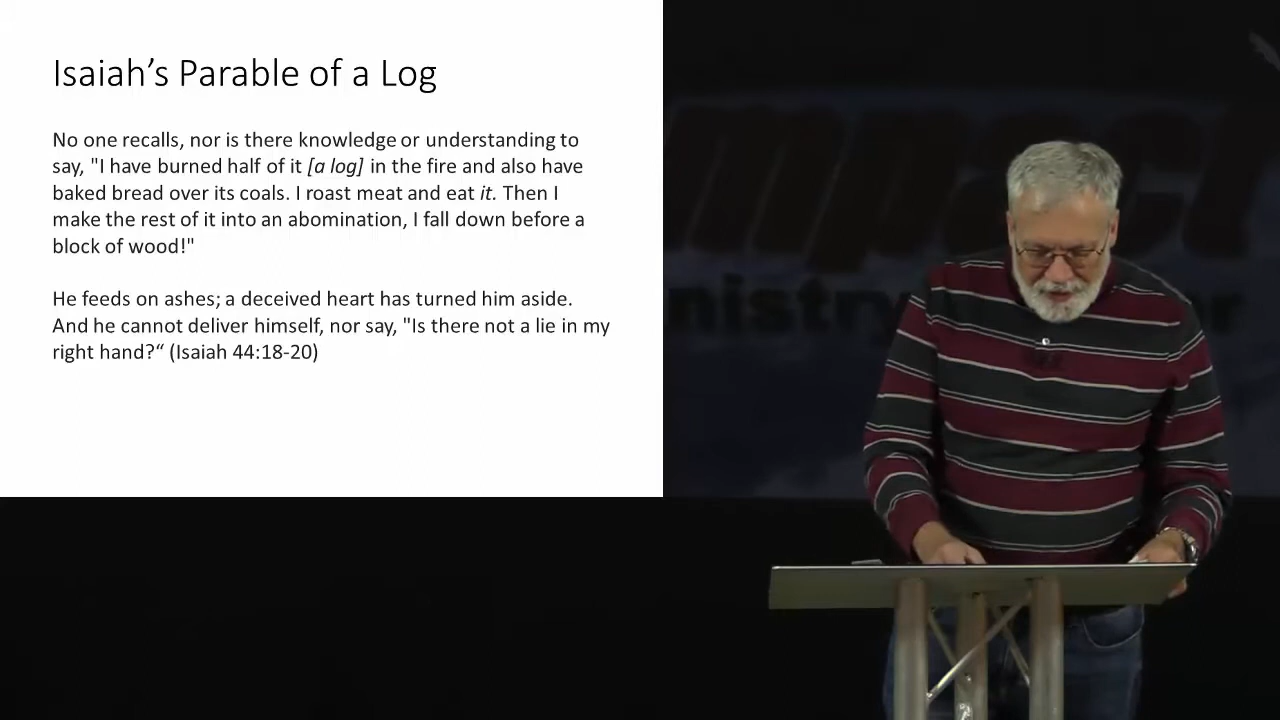 Isaiah’s Parable of a Log
No one recalls, nor is there knowledge or understanding to
say, "I have burned half of it [a log] in the fire and also have
baked bread over its coals. I roast meat and eat it. Then I
make the rest of it into an abomination, I fall down before a
block of wood!"
He feeds on ashes; a deceived heart has turned him aside.
And he cannot deliver himself, nor say, "Is there not a lie in my
right hand?“ (Isaiah 44:18-20)